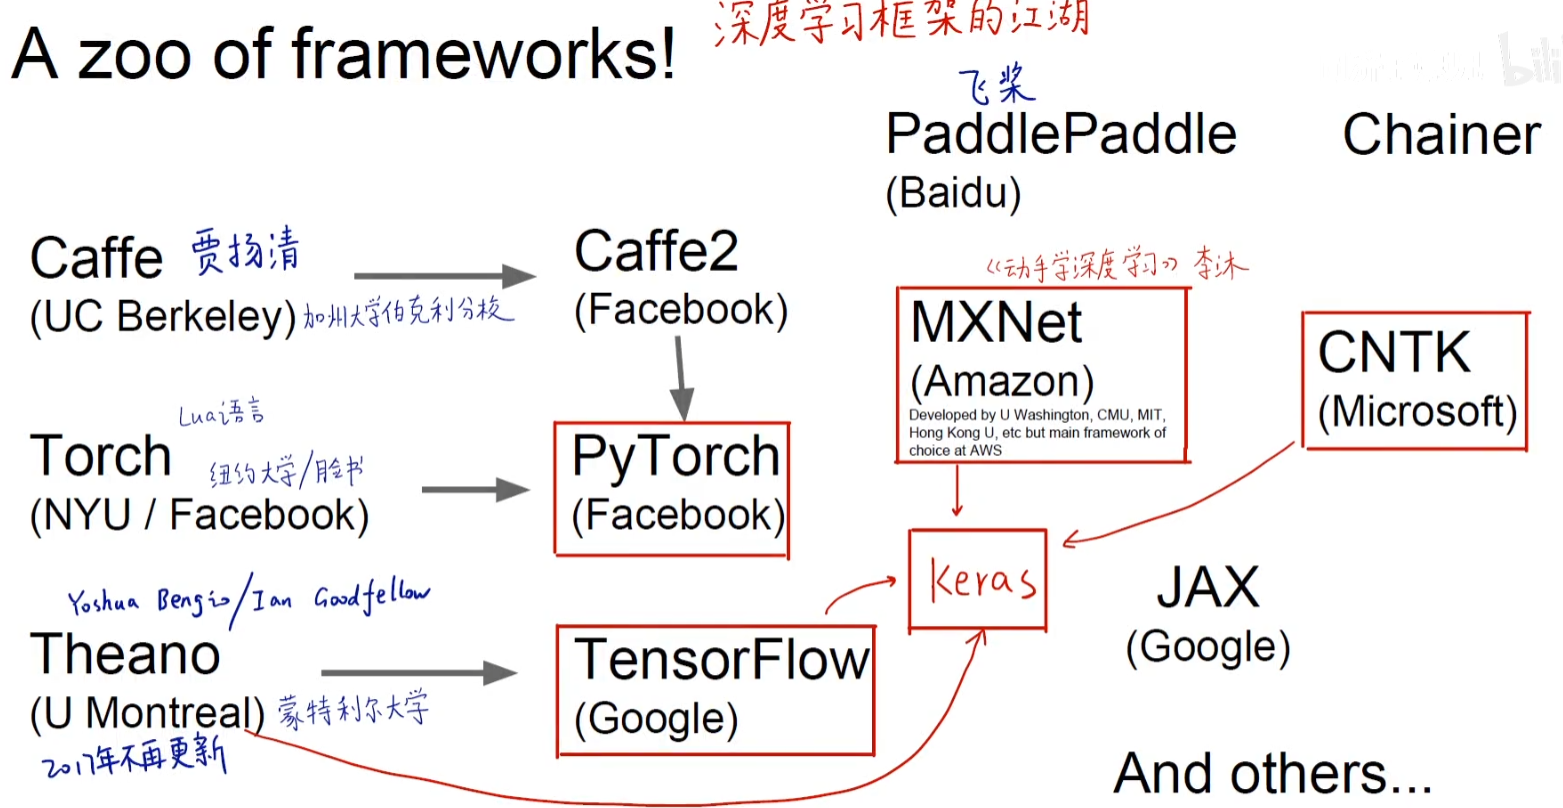 深度学习框架的江湖
A zoo of frameworks!
bili
飞桨
PaddlePaddle
(Baidu)
Chainer
Caffe 贾扬清
(UC Berkeley) 加州大学伯克利分校
Caffe2
(Facebook)
《动手学深度学习》 李沐
MXNet
(Amazon)
Developed by U Washington, CMU, MIT,
Hong Kong U, etc but main framework of
choice at AWS
CNTK
(Microsoft)
Lua语言
Torch 纽约大学/脸书
(NYU / Facebook)
PyTorch
(Facebook)
Keras
JAX
(Google)
Yoshua Bengio/Ian Goodfellow
Theano
(U Montreal) 蒙特利尔大学
2017年不再更新
TensorFlow
(Google)
And others...